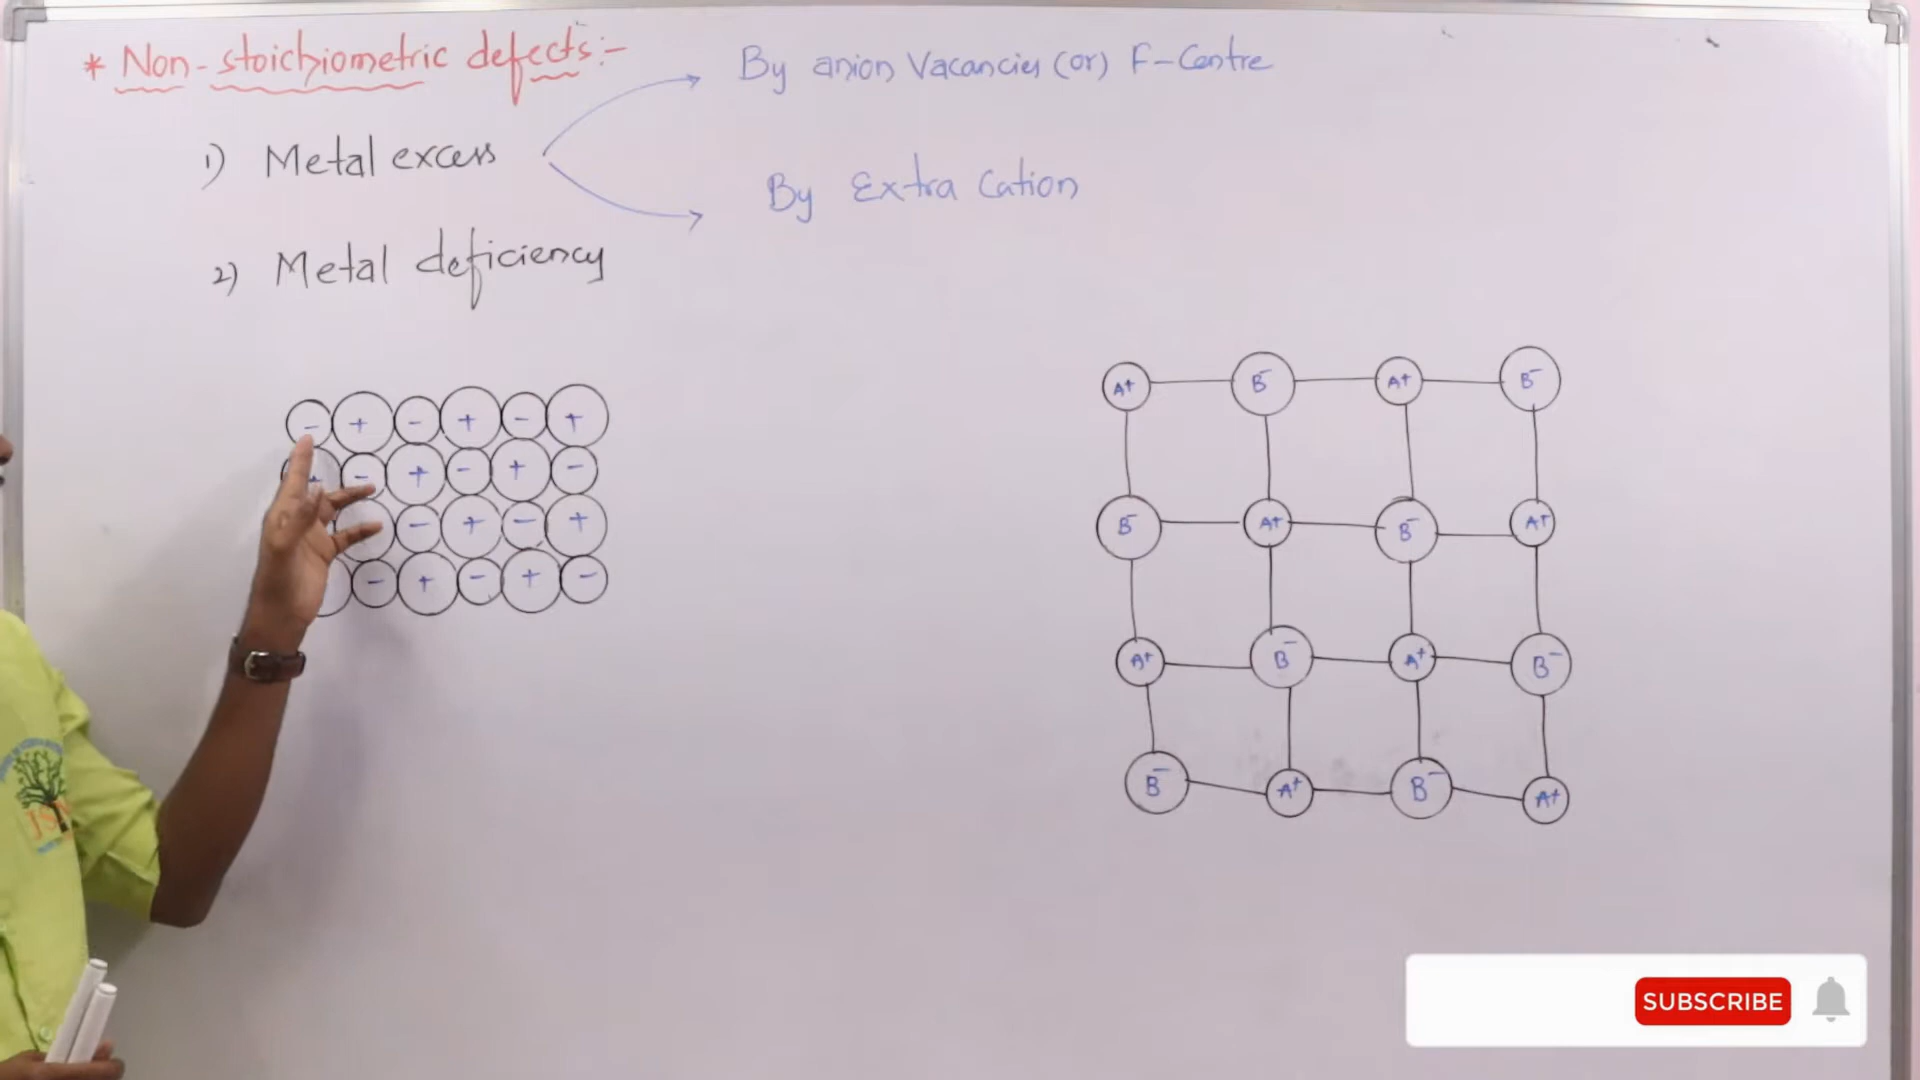 * Non-stoichiometric defects:-
By anion Vacancies (or) F-Centre
1) Metal excess
By Extra Cation
2) Metal deficiency
- + - + - +
- + - + -
- + - +
- + - + -
A+ B- A+ B-
B- A+ B- A+
A+ B- A+ B-
B- A+ B- A+
SUBSCRIBE